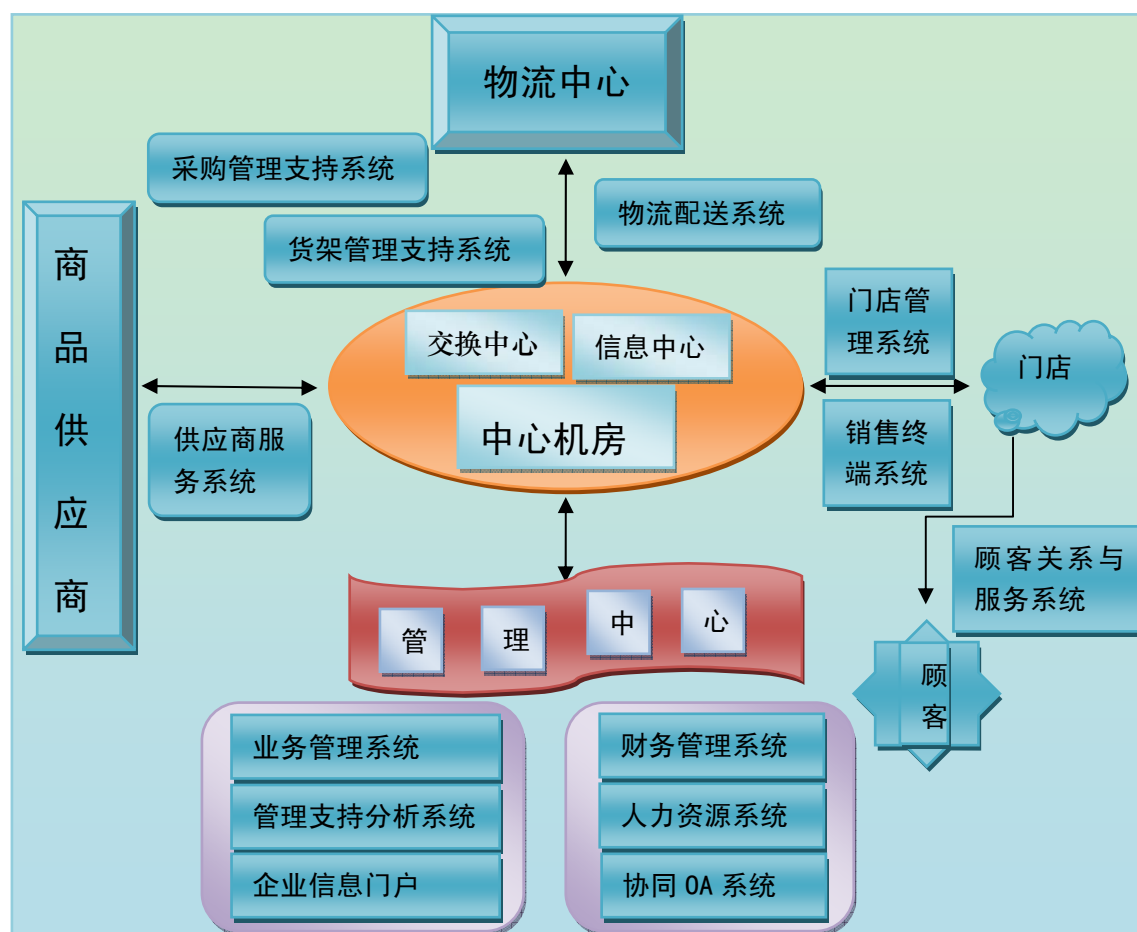 物流中心
采购管理支持系统
物流配送系统
货架管理支持系统
商
品
供
应
商
门店管
理系统
门店
交换中心
信息中心
中心机房
供应商服
务系统
销售终
端系统
顾客关系与
服务系统
管理中心
顾
客
业务管理系统
管理支持分析系统
企业信息门户
财务管理系统
人力资源系统
协同 OA 系统